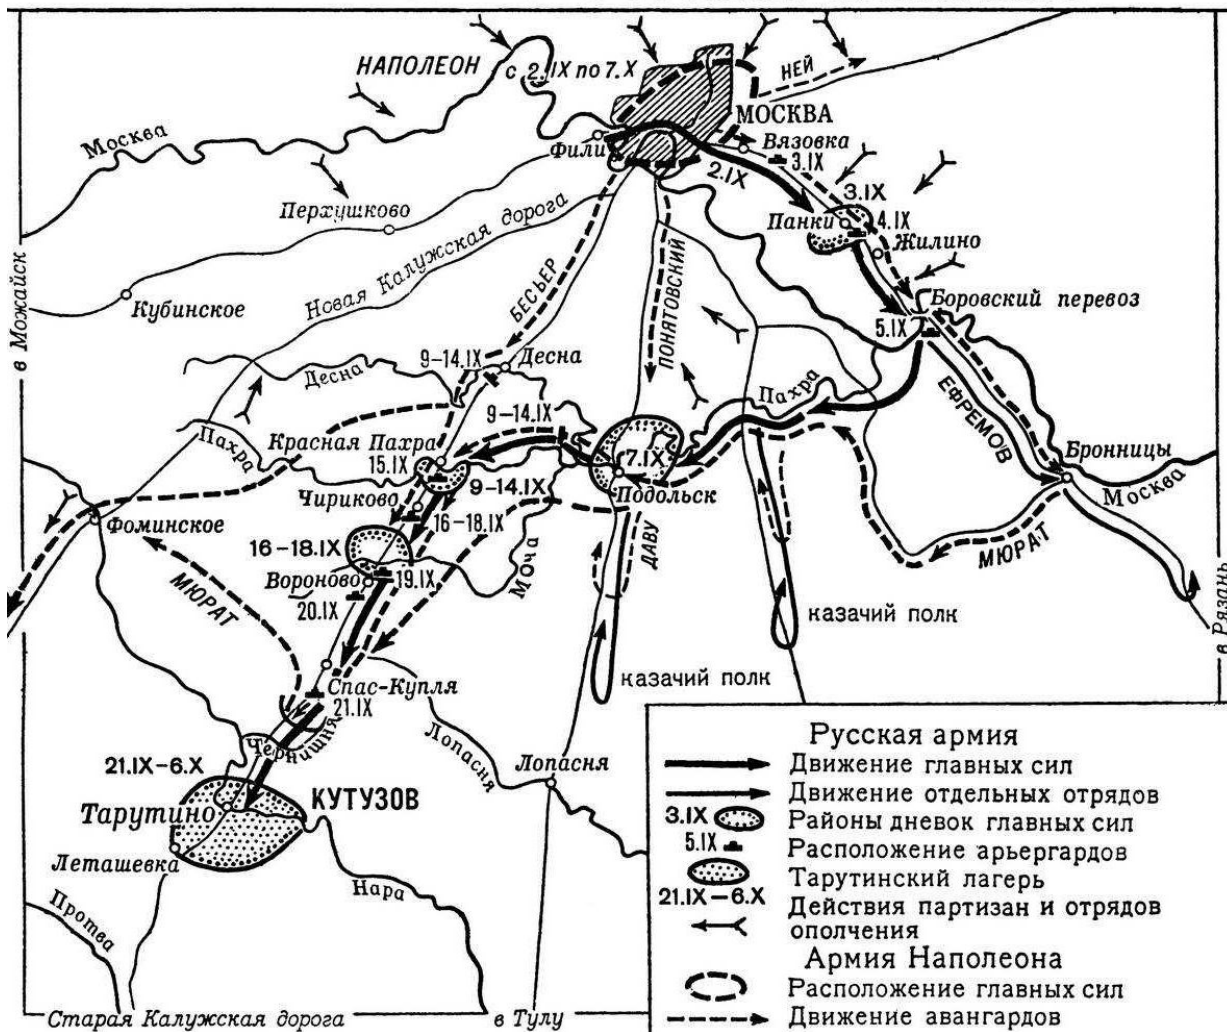 НАПОЛЕОН
с 2.IX по 7.X
НЕЙ
МОСКВА
Москва
Фили
Вязовка
3.IX
2.IX
3.IX
Перхушково
Панки
4.IX
Жилино
Новая Калужская дорога
Кубинское
в Можайск
БЕСЬЕР
ПОНЯТОВСКИЙ
Боровский перевоз
5.IX
9–14.IX
Десна
Десна
Пахра
ЕФРЕМОВ
9–14.IX
Красная Пахра
Пахра
15.IX
7.IX
Бронницы
Москва
9–14.IX
Подольск
Чириково
Фоминское
16–18.IX
16–18.IX
МЮРАТ
ДАВУ
Моча
Вороново
19.IX
20.IX
МЮРАТ
казачий полк
казачий полк
в Рязань
Спас-Купля
21.IX
Чернишня
Лопасня
Лопасня
21.IX–6.X
КУТУЗОВ
Тарутино
Леташевка
Нара
Протва
Старая Калужская дорога
в Тулу
Русская армия
Движение главных сил
Движение отдельных отрядов
3.IX Районы дневок главных сил
5.IX Расположение арьергардов
Тарутинский лагерь
21.IX–6.X
Действия партизан и отрядов
ополчения
Армия Наполеона
Расположение главных сил
Движение авангардов